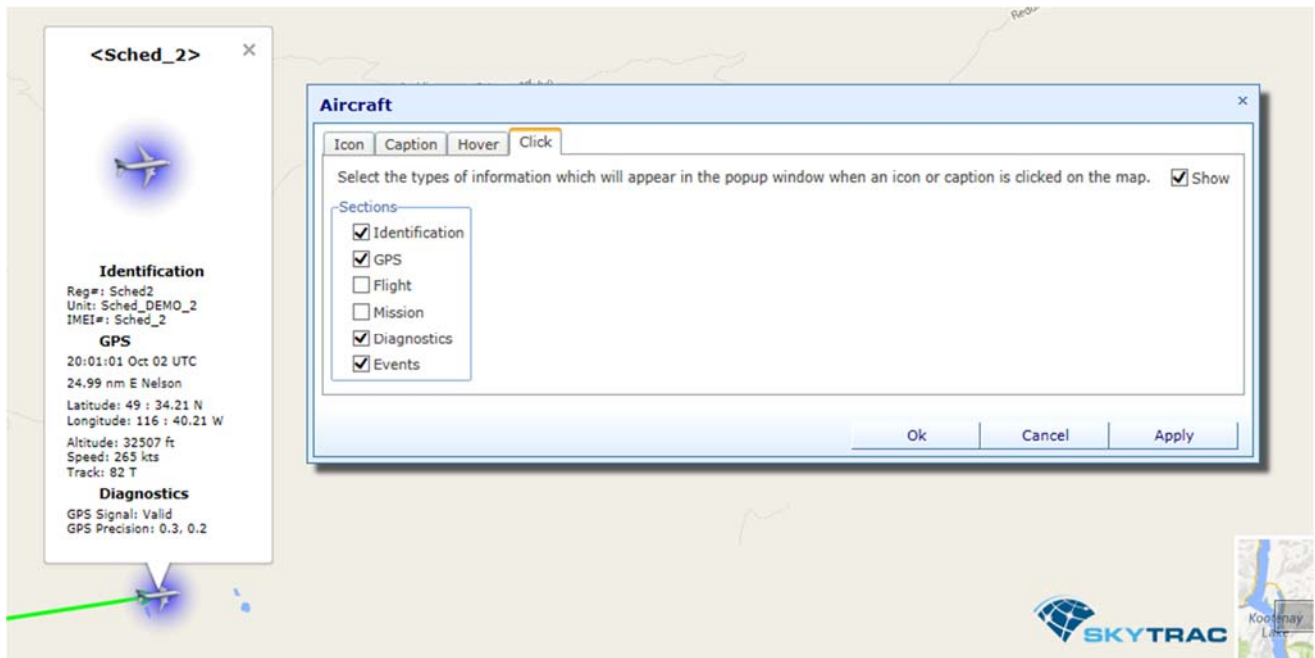 <Sched_2>
×
Identification
Reg#: Sched2
Unit: Sched_DEMO_2
IMEI#: Sched_2
GPS
20:01:01 Oct 02 UTC
24.99 nm E Nelson
Latitude: 49 : 34.21 N
Longitude: 116 : 40.21 W
Altitude: 32507 ft
Speed: 265 kts
Track: 82 T
Diagnostics
GPS Signal: Valid
GPS Precision: 0.3, 0.2
Aircraft
×
Icon Caption Hover Click
Select the types of information which will appear in the popup window when an icon or caption is clicked on the map. Show
Sections
Identification
GPS
Flight
Mission
Diagnostics
Events
Ok Cancel Apply
SKYTRAC
Kootenay
Lake